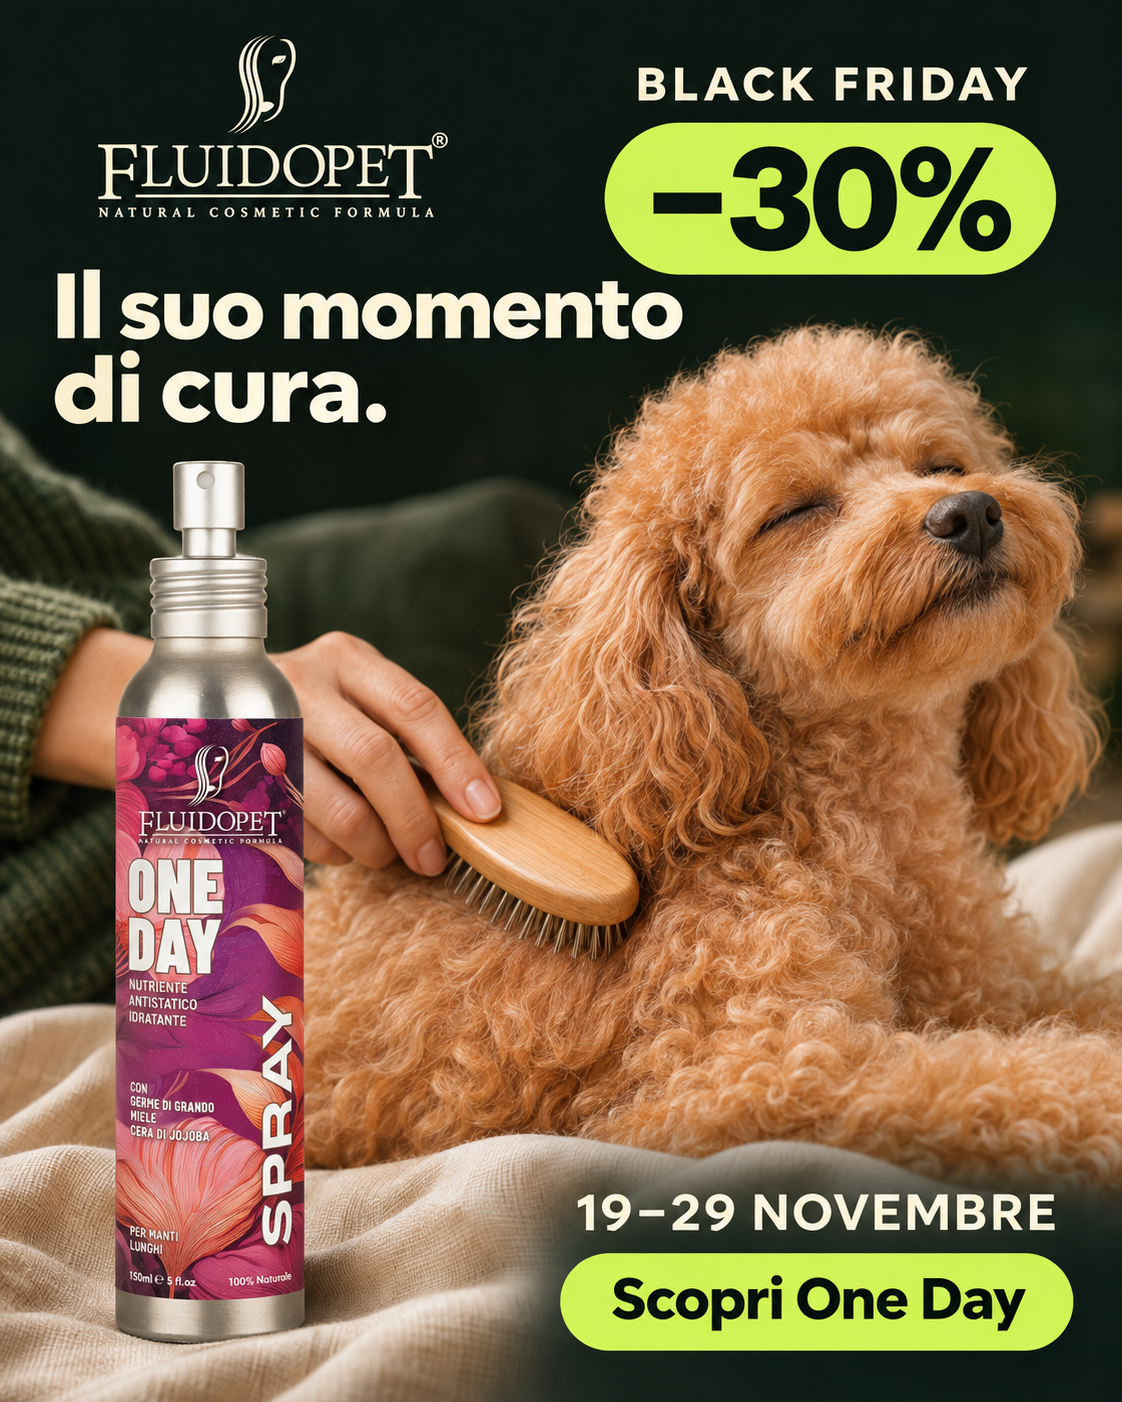 FLUIDOPET®
NATURAL COSMETIC FORMULA
BLACK FRIDAY
–30%
Il suo momento
di cura.
FLUIDOPET
NATURAL COSMETIC FORMULA
ONE
DAY
NUTRIENTE
ANTISTATICO
IDRATANTE
SPRAY
CON
GERME DI GRANDO
MIELE
CERA DI JOJOBA
PER MANTI
LUNGHI
150ml ℮ 5 fl.oz
100% Naturale
19–29 NOVEMBRE
Scopri One Day